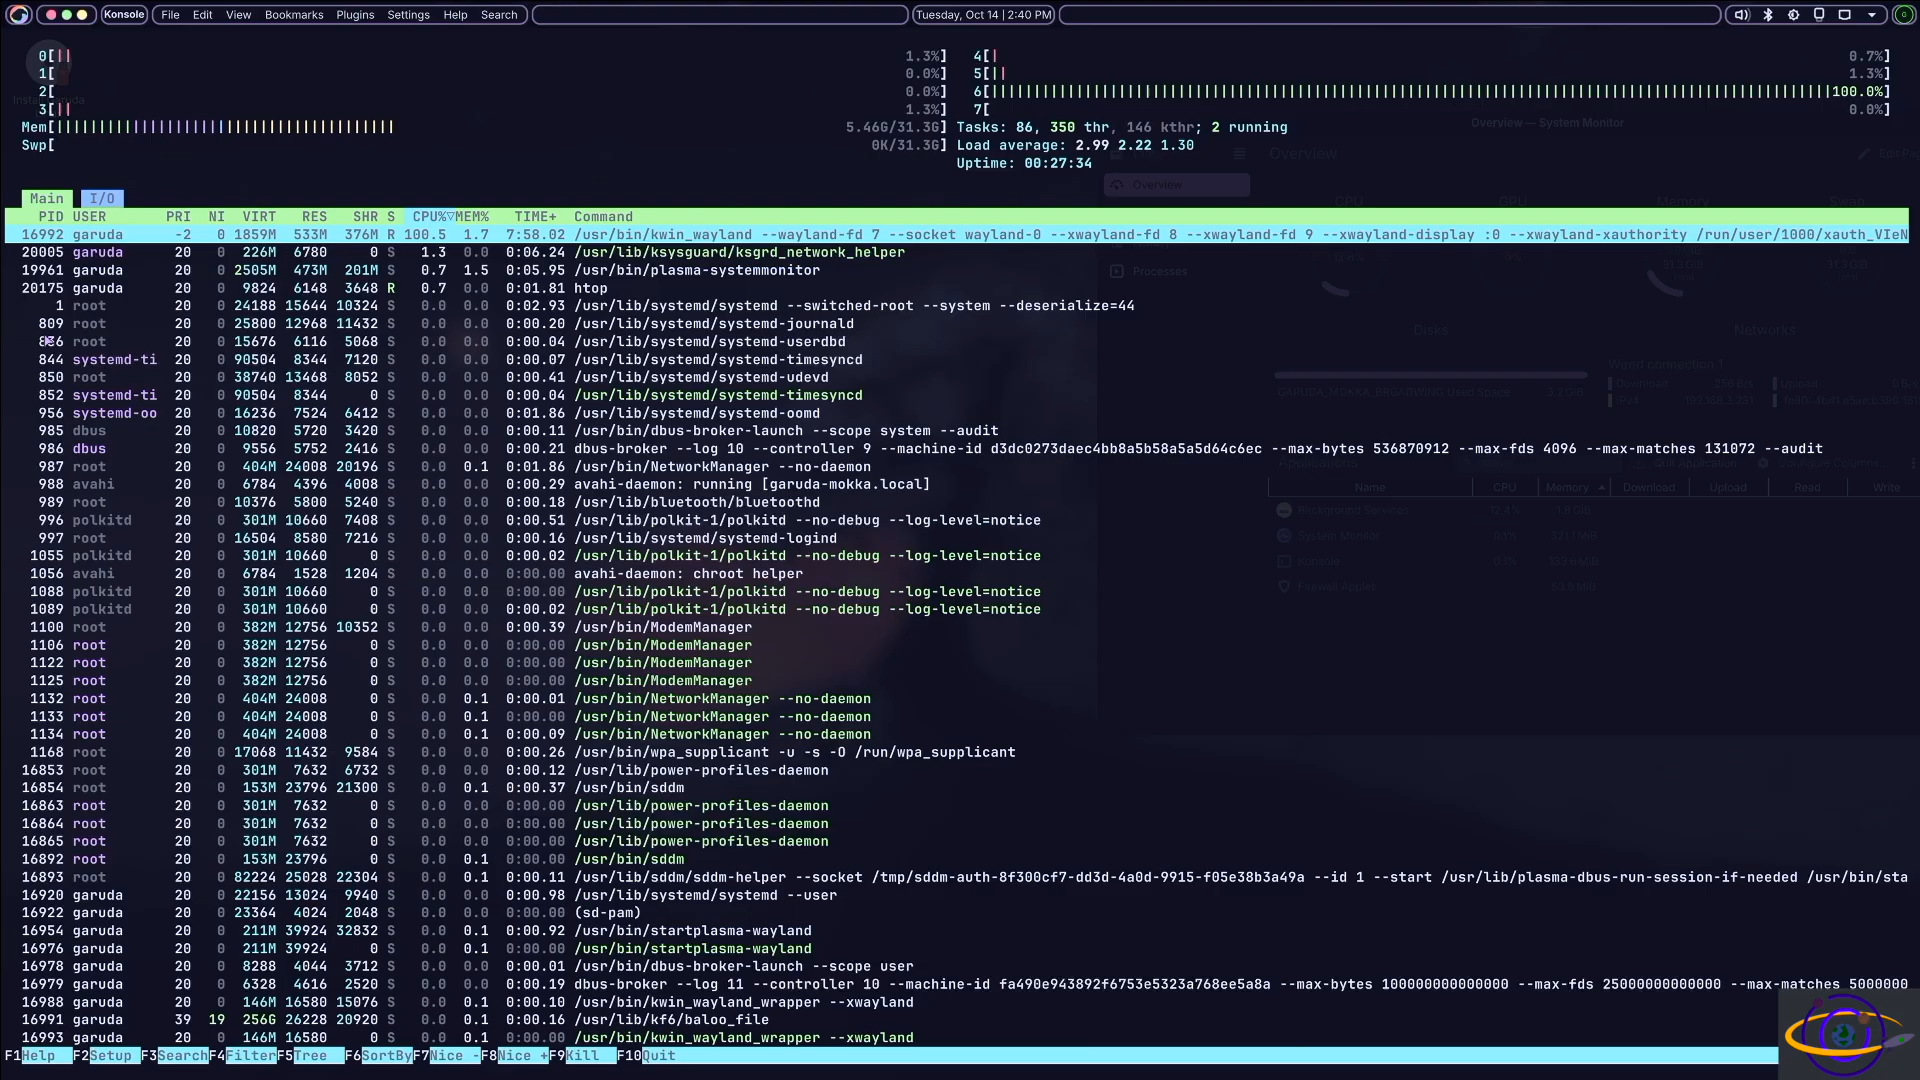 Konsole File Edit View Bookmarks Plugins Settings Help Search Tuesday, Oct 14 | 2:40 PM
0[|| 1.3%] 4[| 0.7%]
1[ 0.0%] 5[|| 1.3%]
2[ 0.0%] 6[ 100.0%]
3[|| 1.3%] 7[ 0.0%]
Overview — System Monitor
Mem[ 5.46G/31.3G] Tasks: 86, 350 thr, 146 kthr; 2 running
Swp[ 0K/31.3G] Load average: 2.99 2.22 1.30
Uptime: 00:27:34
Overview
Overview
Main I/O
PID USER PRI NI VIRT RES SHR S CPU%▽MEM% TIME+ Command
16992 garuda -2 0 1859M 533M 376M R 100.5 1.7 7:58.02 /usr/bin/kwin_wayland --wayland-fd 7 --socket wayland-0 --xwayland-fd 8 --xwayland-fd 9 --xwayland-display :0 --xwayland-xauthority /run/user/1000/xauth_VIeN
20005 garuda 20 0 226M 6780 0 S 1.3 0.0 0:06.24 /usr/lib/ksysguard/ksgrd_network_helper
19961 garuda 20 0 2505M 473M 201M S 0.7 1.5 0:05.95 /usr/bin/plasma-systemmonitor
Processes
20175 garuda 20 0 9824 6148 3648 R 0.7 0.0 0:01.81 htop
1 root 20 0 24188 15644 10324 S 0.0 0.0 0:02.93 /usr/lib/systemd/systemd --switched-root --system --deserialize=44
809 root 20 0 25800 12968 11432 S 0.0 0.0 0:00.20 /usr/lib/systemd/systemd-journald
Disks Networks
root 20 0 15676 6116 5068 S 0.0 0.0 0:00.04 /usr/lib/systemd/systemd-userdbd
844 systemd-ti 20 0 90504 8344 7120 S 0.0 0.0 0:00.07 /usr/lib/systemd/systemd-timesyncd
Wired connection 1
850 root 20 0 38740 13468 8052 S 0.0 0.0 0:00.41 /usr/lib/systemd/systemd-udevd
852 systemd-ti 20 0 90504 8344 0 S 0.0 0.0 0:00.04 /usr/lib/systemd/systemd-timesyncd
956 systemd-oo 20 0 16236 7524 6412 S 0.0 0.0 0:01.86 /usr/lib/systemd/systemd-oomd
985 dbus 20 0 10820 5720 3420 S 0.0 0.0 0:00.11 /usr/bin/dbus-broker-launch --scope system --audit
986 dbus 20 0 9556 5752 2416 S 0.0 0.0 0:00.21 dbus-broker --log 10 --controller 9 --machine-id d3dc0273daec4bb8a5b58a5a5d64c6ec --max-bytes 536870912 --max-fds 4096 --max-matches 131072 --audit
987 root 20 0 404M 24008 20196 S 0.0 0.1 0:01.86 /usr/bin/NetworkManager --no-daemon
988 avahi 20 0 6784 4396 4008 S 0.0 0.0 0:00.29 avahi-daemon: running [garuda-mokka.local]
Name CPU Memory Download Upload Read Write
989 root 20 0 10376 5800 5240 S 0.0 0.0 0:00.18 /usr/lib/bluetooth/bluetoothd
Background Services
996 polkitd 20 0 301M 10660 7408 S 0.0 0.0 0:00.51 /usr/lib/polkit-1/polkitd --no-debug --log-level=notice
997 root 20 0 16504 8580 7216 S 0.0 0.0 0:00.16 /usr/lib/systemd/systemd-logind
System Monitor
1055 polkitd 20 0 301M 10660 0 S 0.0 0.0 0:00.02 /usr/lib/polkit-1/polkitd --no-debug --log-level=notice
Konsole
1056 avahi 20 0 6784 1528 1204 S 0.0 0.0 0:00.00 avahi-daemon: chroot helper
Firewall Applet
1088 polkitd 20 0 301M 10660 0 S 0.0 0.0 0:00.00 /usr/lib/polkit-1/polkitd --no-debug --log-level=notice
1089 polkitd 20 0 301M 10660 0 S 0.0 0.0 0:00.02 /usr/lib/polkit-1/polkitd --no-debug --log-level=notice
1100 root 20 0 382M 12756 10352 S 0.0 0.0 0:00.39 /usr/bin/ModemManager
1106 root 20 0 382M 12756 0 S 0.0 0.0 0:00.00 /usr/bin/ModemManager
1122 root 20 0 382M 12756 0 S 0.0 0.0 0:00.00 /usr/bin/ModemManager
1125 root 20 0 382M 12756 0 S 0.0 0.0 0:00.00 /usr/bin/ModemManager
1132 root 20 0 404M 24008 0 S 0.0 0.1 0:00.01 /usr/bin/NetworkManager --no-daemon
1133 root 20 0 404M 24008 0 S 0.0 0.1 0:00.00 /usr/bin/NetworkManager --no-daemon
1134 root 20 0 404M 24008 0 S 0.0 0.1 0:00.09 /usr/bin/NetworkManager --no-daemon
1168 root 20 0 17068 11432 9584 S 0.0 0.0 0:00.26 /usr/bin/wpa_supplicant -u -s -O /run/wpa_supplicant
16853 root 20 0 301M 7632 6732 S 0.0 0.0 0:00.12 /usr/lib/power-profiles-daemon
16854 root 20 0 153M 23796 21300 S 0.0 0.1 0:00.37 /usr/bin/sddm
16863 root 20 0 301M 7632 0 S 0.0 0.0 0:00.00 /usr/lib/power-profiles-daemon
16864 root 20 0 301M 7632 0 S 0.0 0.0 0:00.00 /usr/lib/power-profiles-daemon
16865 root 20 0 301M 7632 0 S 0.0 0.0 0:00.00 /usr/lib/power-profiles-daemon
16892 root 20 0 153M 23796 0 S 0.0 0.1 0:00.00 /usr/bin/sddm
16893 root 20 0 82224 25028 22304 S 0.0 0.1 0:00.11 /usr/lib/sddm/sddm-helper --socket /tmp/sddm-auth-8f300cf7-dd3d-4a0d-9915-f05e38b3a49a --id 1 --start /usr/lib/plasma-dbus-run-session-if-needed /usr/bin/sta
16920 garuda 20 0 22156 13024 9940 S 0.0 0.0 0:00.98 /usr/lib/systemd/systemd --user
16922 garuda 20 0 23364 4024 2048 S 0.0 0.0 0:00.00 (sd-pam)
16954 garuda 20 0 211M 39924 32832 S 0.0 0.1 0:00.92 /usr/bin/startplasma-wayland
16976 garuda 20 0 211M 39924 0 S 0.0 0.1 0:00.00 /usr/bin/startplasma-wayland
16978 garuda 20 0 8288 4044 3712 S 0.0 0.0 0:00.01 /usr/bin/dbus-broker-launch --scope user
16979 garuda 20 0 6328 4616 2520 S 0.0 0.0 0:00.19 dbus-broker --log 11 --controller 10 --machine-id fa490e943892f6753e5323a768ee5a8a --max-bytes 100000000000000 --max-fds 25000000000000 --max-matches 5000000
16988 garuda 20 0 146M 16580 15076 S 0.0 0.1 0:00.10 /usr/bin/kwin_wayland_wrapper --xwayland
16991 garuda 39 19 256G 26228 20920 S 0.0 0.1 0:00.16 /usr/lib/kf6/baloo_file
16993 garuda 20 0 146M 16580 0 S 0.0 0.1 0:00.00 /usr/bin/kwin_wayland_wrapper --xwayland
F1Help F2Setup F3SearchF4FilterF5Tree F6SortByF7Nice -F8Nice +F9Kill F10Quit